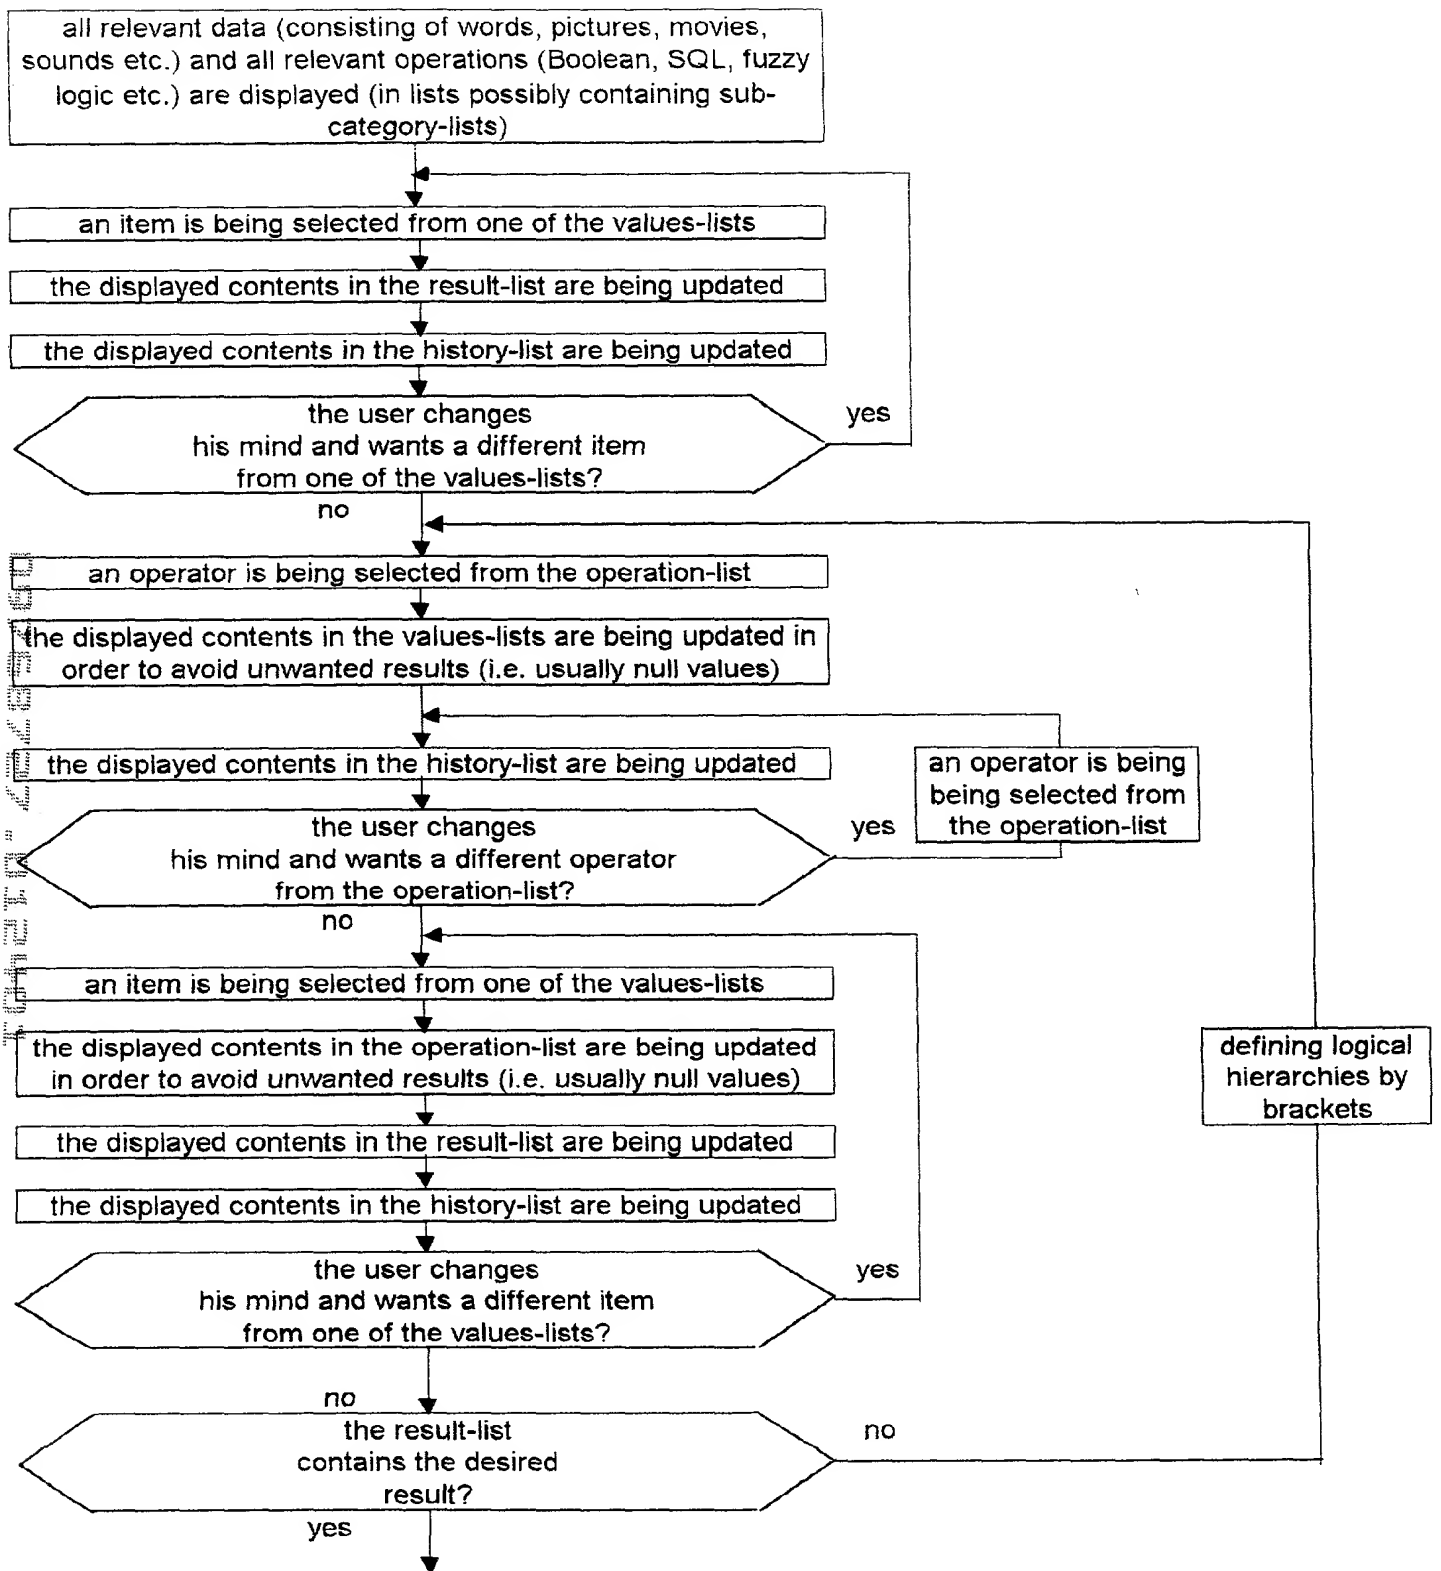 all relevant data (consisting of words, pictures, movies,
sounds etc.) and all relevant operations (Boolean, SQL, fuzzy
logic etc.) are displayed (in lists possibly containing sub-
category-lists)
an item is being selected from one of the values-lists
the displayed contents in the result-list are being updated
the displayed contents in the history-list are being updated
the user changes
his mind and wants a different item
from one of the values-lists?
yes
no
an operator is being selected from the operation-list
the displayed contents in the values-lists are being updated in
order to avoid unwanted results (i.e. usually null values)
the displayed contents in the history-list are being updated
an operator is being
being selected from
the operation-list
the user changes
his mind and wants a different operator
from the operation-list?
yes
no
an item is being selected from one of the values-lists
the displayed contents in the operation-list are being updated
in order to avoid unwanted results (i.e. usually null values)
the displayed contents in the result-list are being updated
the displayed contents in the history-list are being updated
defining logical
hierarchies by
brackets
the user changes
his mind and wants a different item
from one of the values-lists?
yes
no
the result-list
contains the desired
result?
no
yes